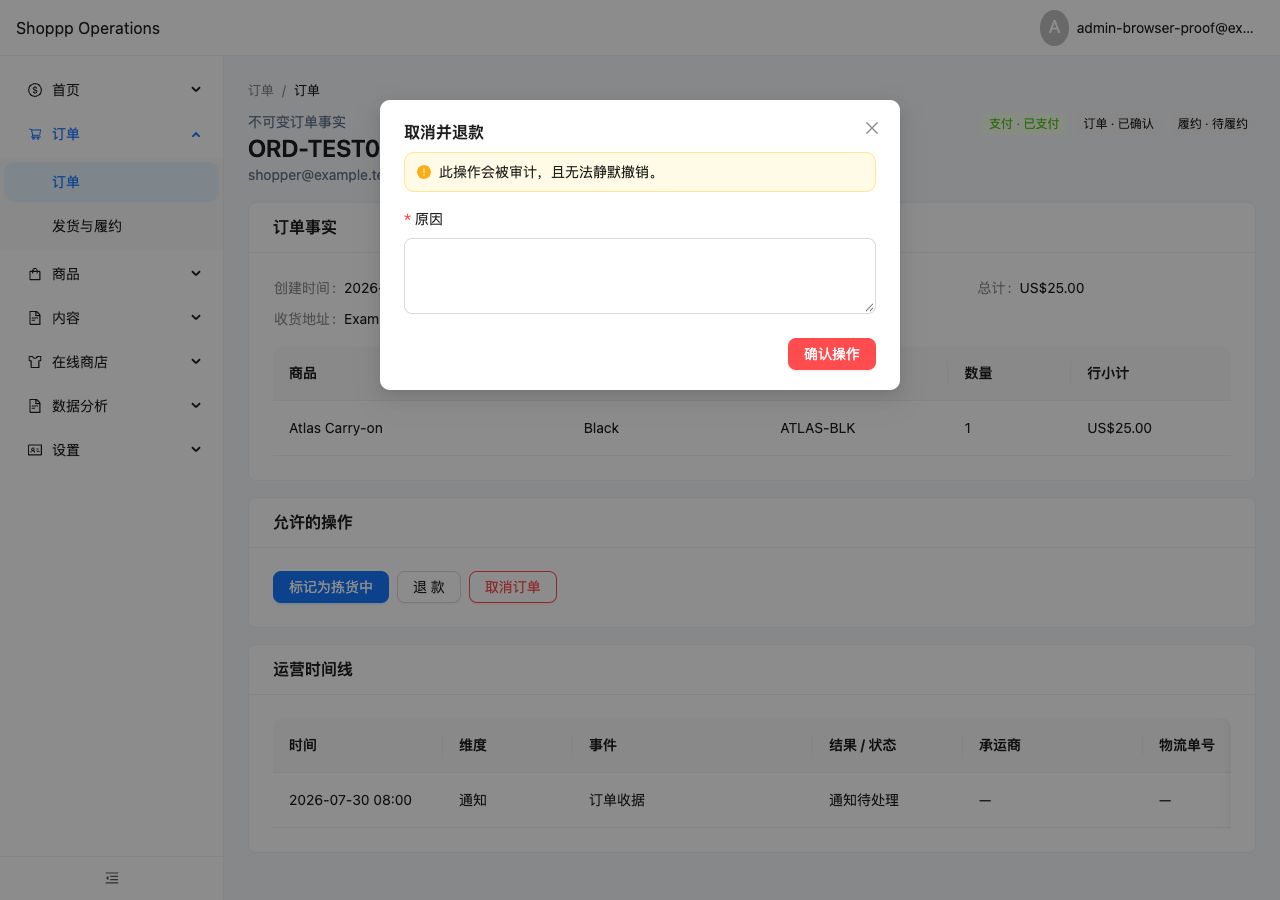 Shoppp Operations
A admin-browser-proof@ex...
首页
订单
订单
发货与履约
商品
内容
在线商店
数据分析
设置
订单 / 订单
不可变订单事实
ORD-TEST0
shopper@example.te
支付 · 已支付 订单 · 已确认 履约 · 待履约
取消并退款
此操作会被审计，且无法静默撤销。
* 原因
确认操作
订单事实
创建时间： 2026- 总计： US$25.00
收货地址： Exam
商品 数量 行小计
Atlas Carry-on Black ATLAS-BLK 1 US$25.00
允许的操作
标记为拣货中 退 款 取消订单
运营时间线
时间 维度 事件 结果 / 状态 承运商 物流单号
2026-07-30 08:00 通知 订单收据 通知待处理 — —